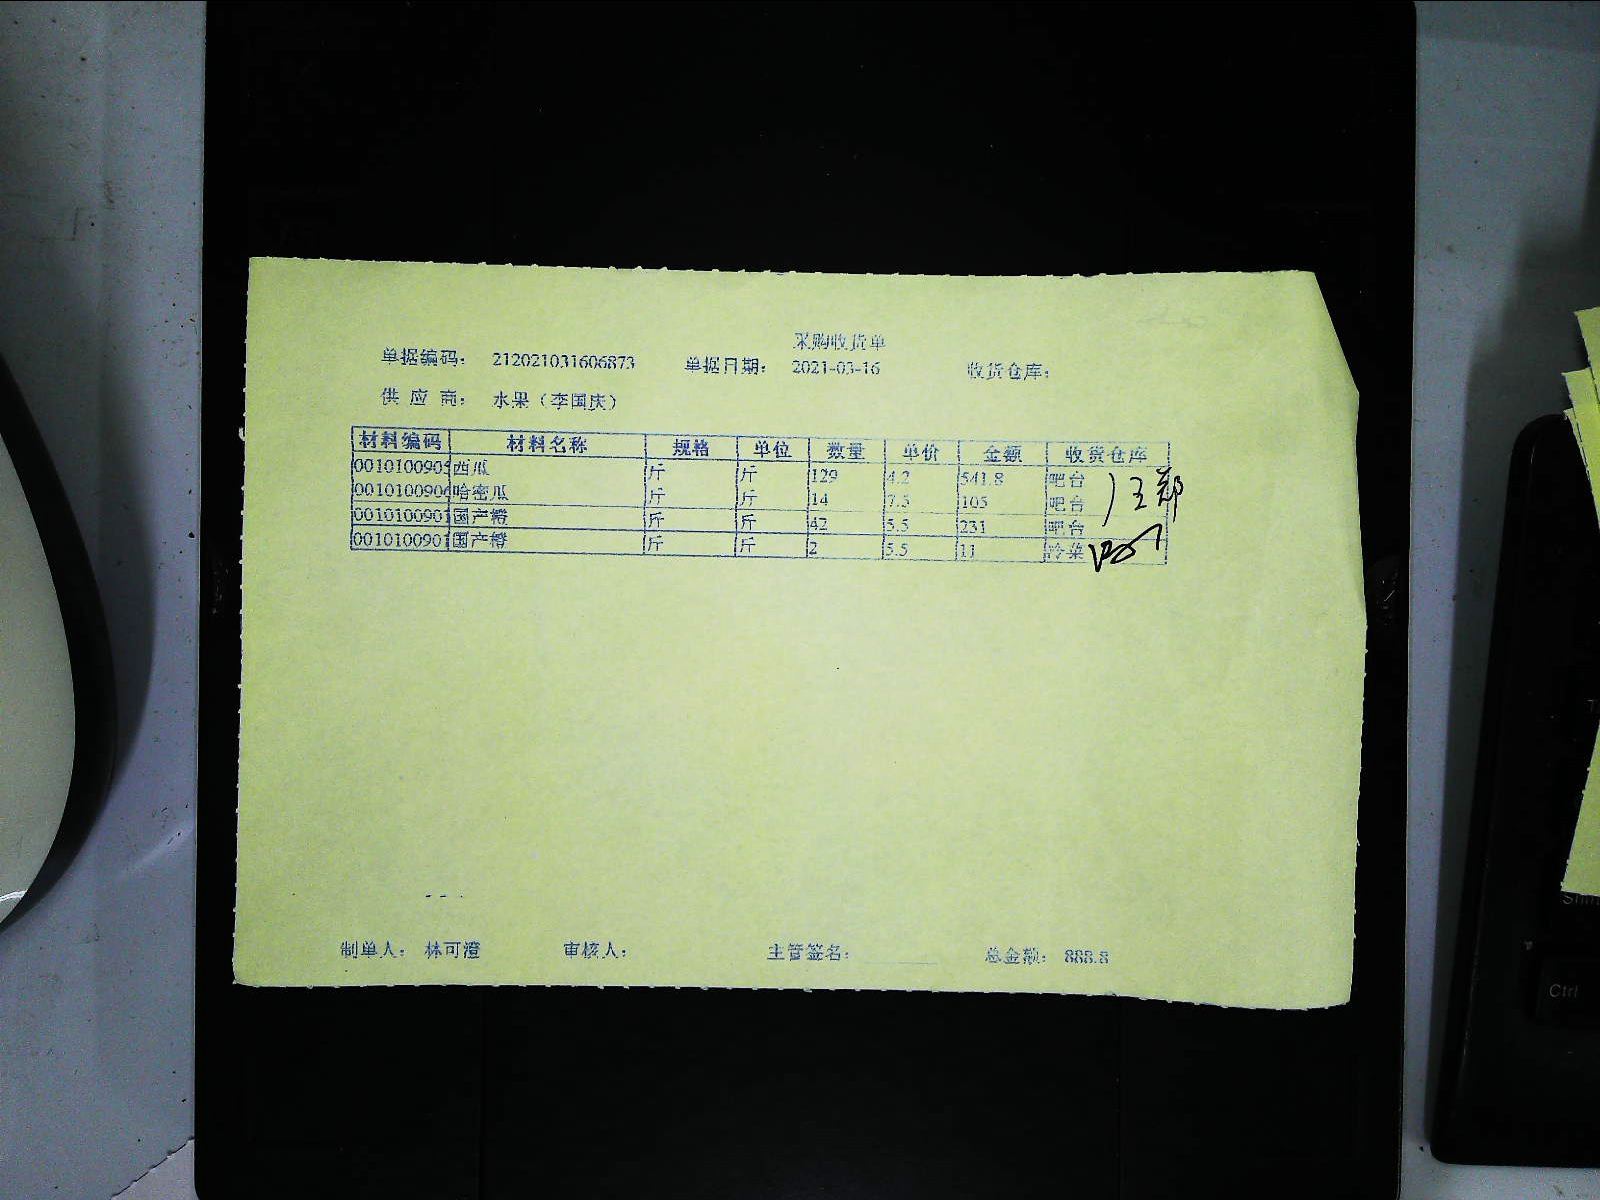 采购收货单
单据编码: 212021031606873 单据日期: 2021-03-16 收货仓库:
供 应 商: 水果（李国庆）
材料编码 材料名称 规格 单位 数量 单价 金额 收货仓库
0010100905 西瓜 斤 斤 129 4.2 541.8 吧台
0010100906 哈密瓜 斤 斤 14 7.5 105 吧台
0010100901 国产橙 斤 斤 42 5.5 231 吧台
0010100901 国产橙 斤 斤 2 5.5 11 冷菜
制单人: 林可澄 审核人: 主管签名: 总金额: 888.8
Ctrl